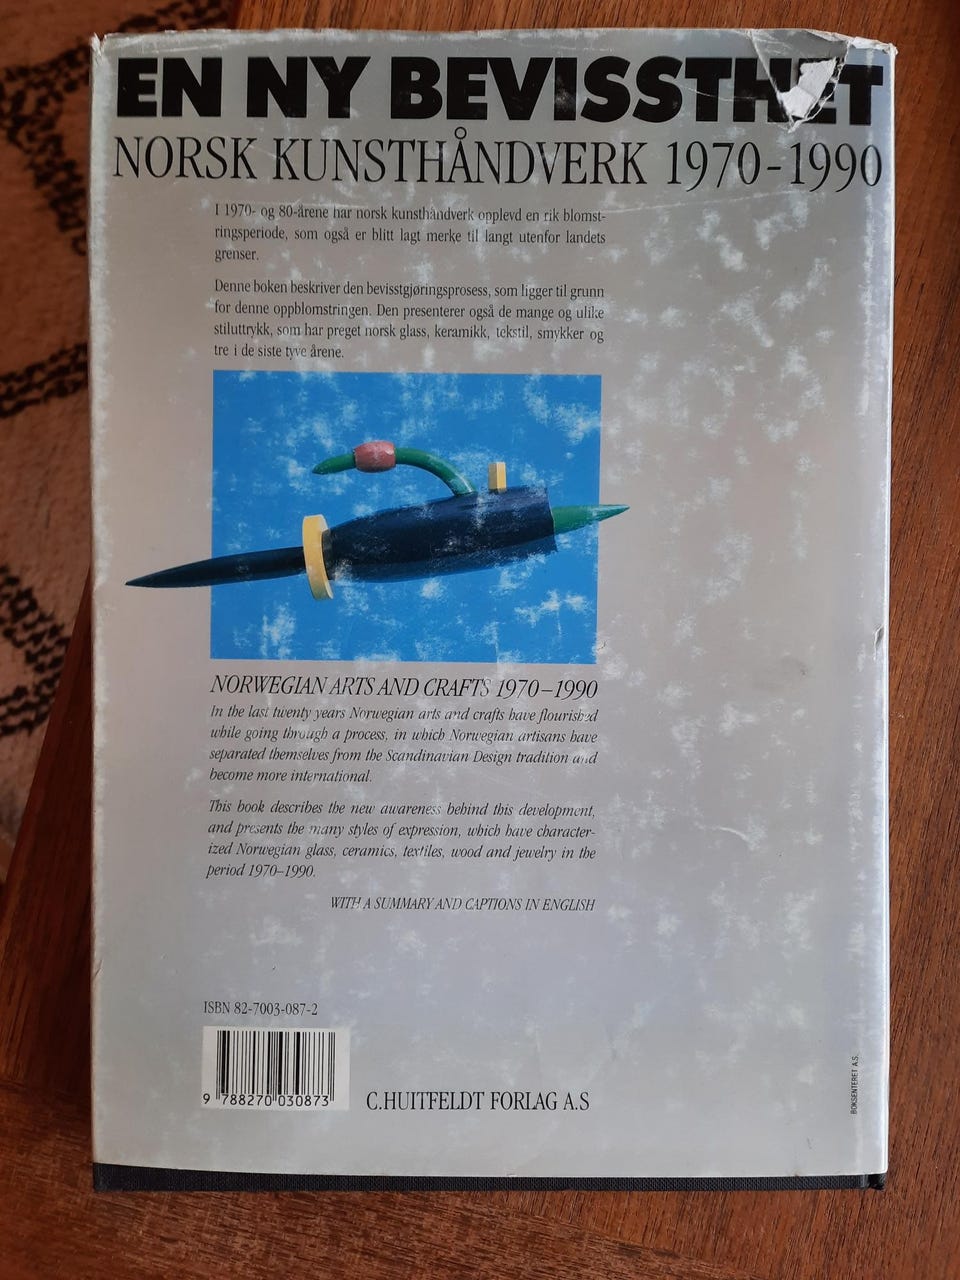 EN NY BEVISSTHET
NORSK KUNSTHÅNDVERK 1970-1990
I 1970- og 80-årene har norsk kunsthåndverk opplevd en rik blomst-
ringsperiode, som også er blitt lagt merke til langt utenfor landets
grenser.
Denne boken beskriver den bevisstgjøringsprosess, som ligger til grunn
for denne oppblomstringen. Den presenterer også de mange og ulike
stiluttrykk, som har preget norsk glass, keramikk, tekstil, smykker og
tre i de siste tyve årene.
NORWEGIAN ARTS AND CRAFTS 1970–1990
In the last twenty years Norwegian arts and crafts have flourished
while going through a process, in which Norwegian artisans have
separated themselves from the Scandinavian Design tradition and
become more international.
This book describes the new awareness behind this development,
and presents the many styles of expression, which have character-
ized Norwegian glass, ceramics, textiles, wood and jewelry in the
period 1970–1990.
WITH A SUMMARY AND CAPTIONS IN ENGLISH
ISBN 82-7003-087-2
9 788270 030873
C.HUITFELDT FORLAG A.S
BOKSENTERET A.S.